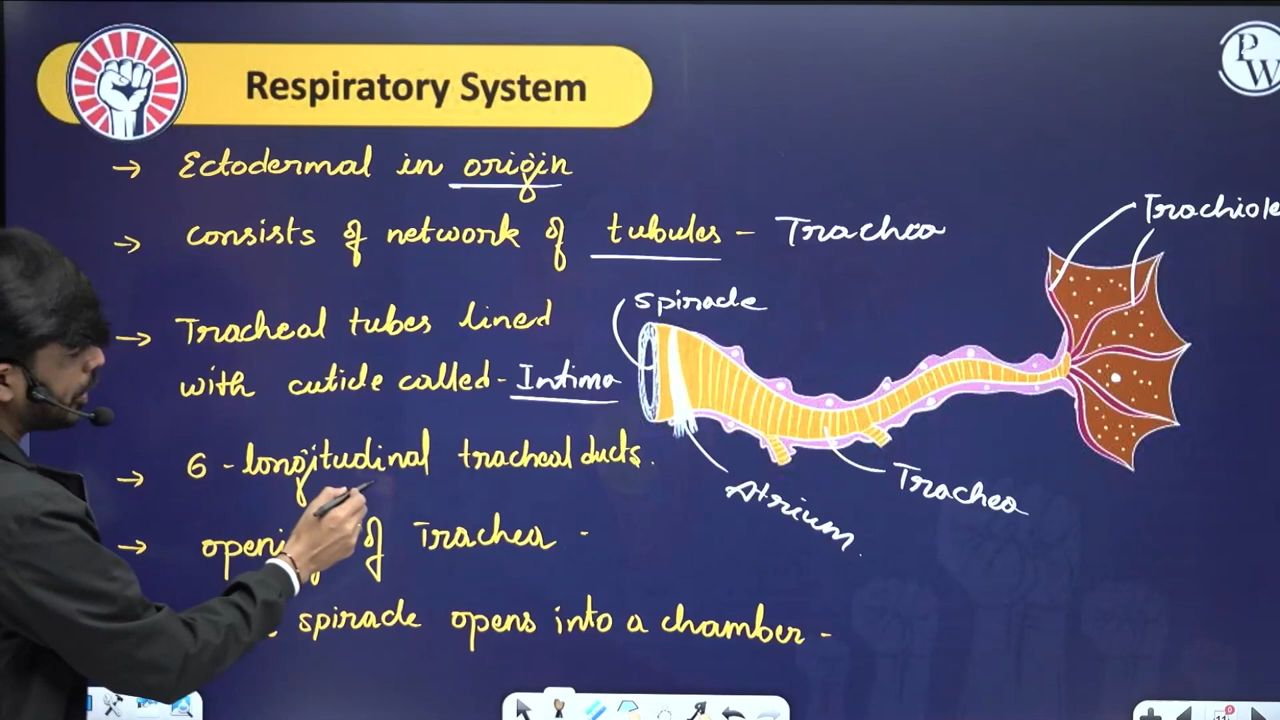 Respiratory System
PW
→ Ectodermal in origin
→ consists of network of tubules - Trachea
→ Tracheal tubes lined
with cuticle called - Intima
→ 6 - longitudinal tracheal ducts.
→ of Trachea -
spiracle opens into a chamber -
Spiracle
Atrium.
Trachea